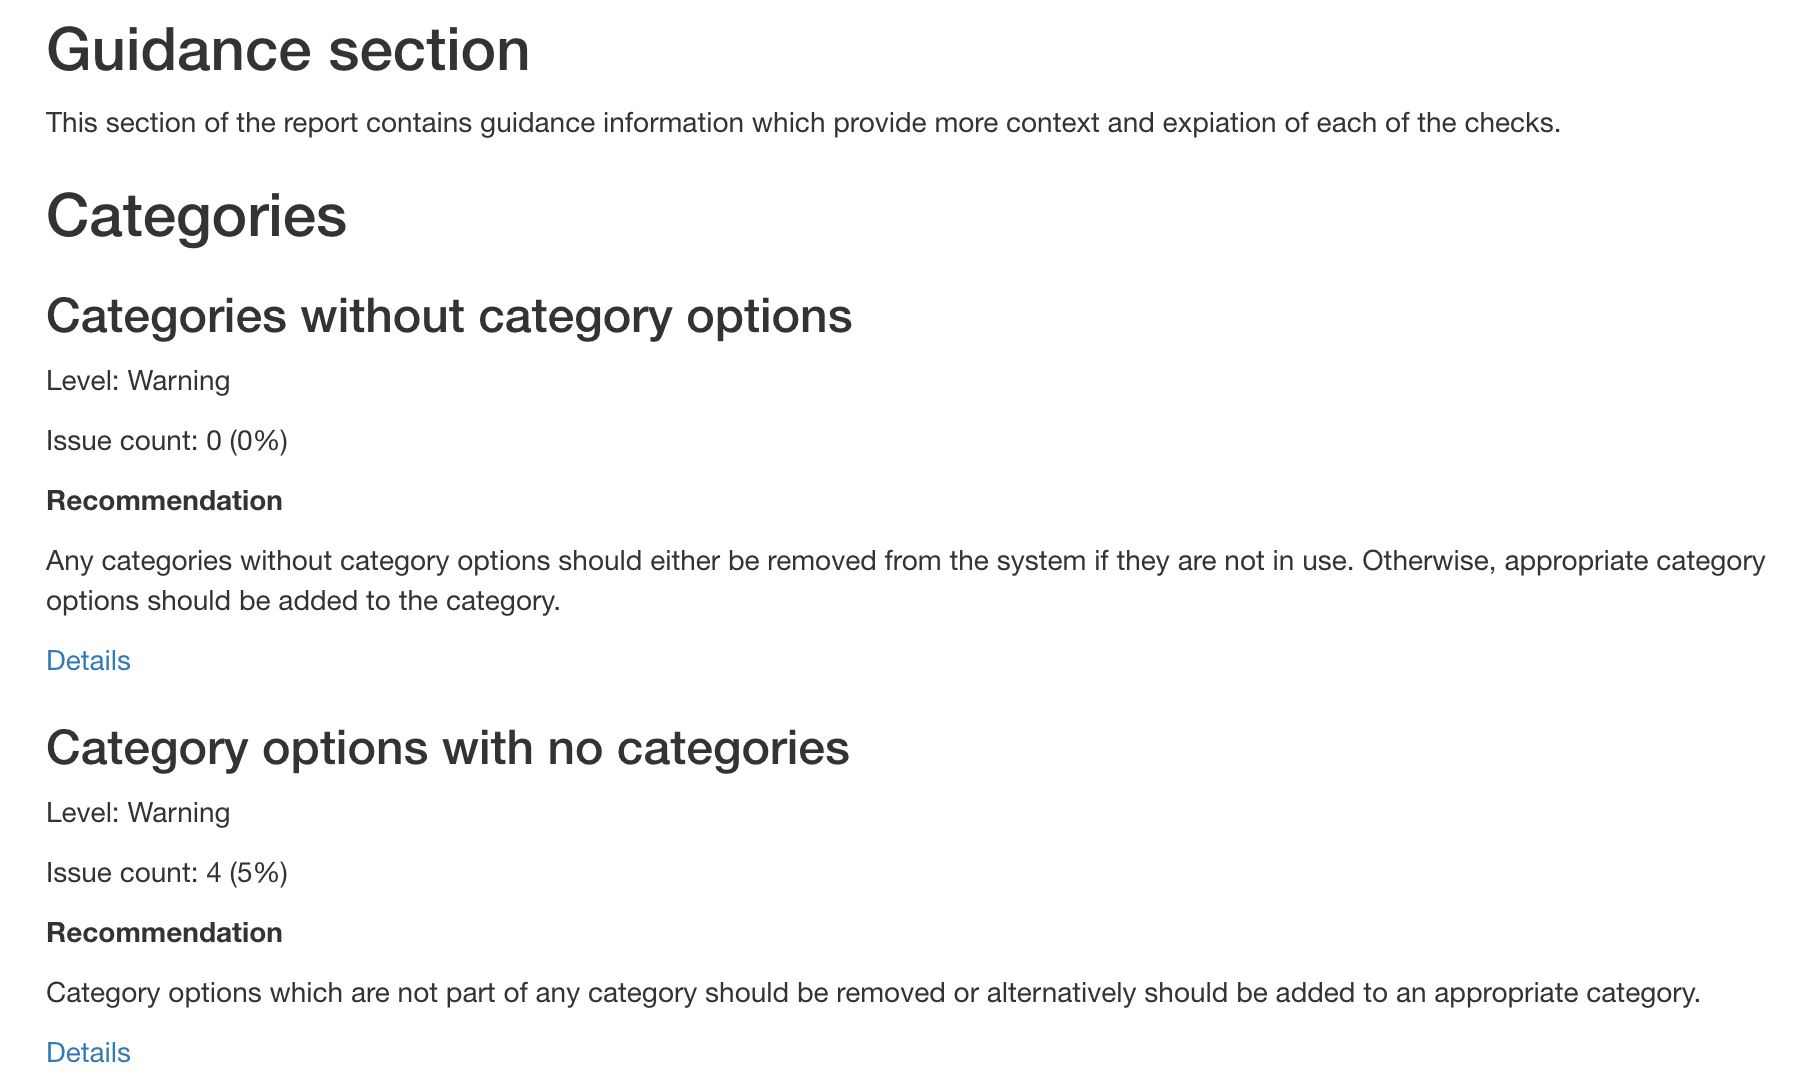 Guidance section
This section of the report contains guidance information which provide more context and expiation of each of the checks.
Categories
Categories without category options
Level: Warning
Issue count: 0 (0%)
Recommendation
Any categories without category options should either be removed from the system if they are not in use. Otherwise, appropriate category
options should be added to the category.
Details
Category options with no categories
Level: Warning
Issue count: 4 (5%)
Recommendation
Category options which are not part of any category should be removed or alternatively should be added to an appropriate category.
Details